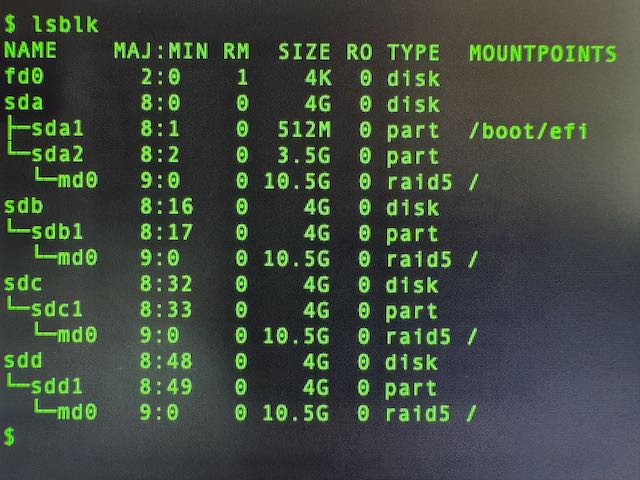 $ lsblk
NAME     MAJ:MIN RM   SIZE RO TYPE  MOUNTPOINTS
fd0        2:0    1     4K  0 disk
sda        8:0    0     4G  0 disk
├─sda1     8:1    0   512M  0 part  /boot/efi
└─sda2     8:2    0   3.5G  0 part
  └─md0    9:0    0  10.5G  0 raid5 /
sdb        8:16   0     4G  0 disk
└─sdb1     8:17   0     4G  0 part
  └─md0    9:0    0  10.5G  0 raid5 /
sdc        8:32   0     4G  0 disk
└─sdc1     8:33   0     4G  0 part
  └─md0    9:0    0  10.5G  0 raid5 /
sdd        8:48   0     4G  0 disk
└─sdd1     8:49   0     4G  0 part
  └─md0    9:0    0  10.5G  0 raid5 /
$